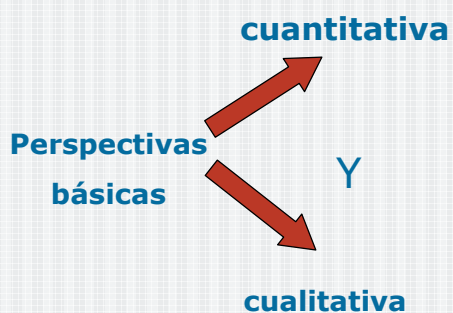 cuantitativa
Perspectivas
básicas
Y
cualitativa